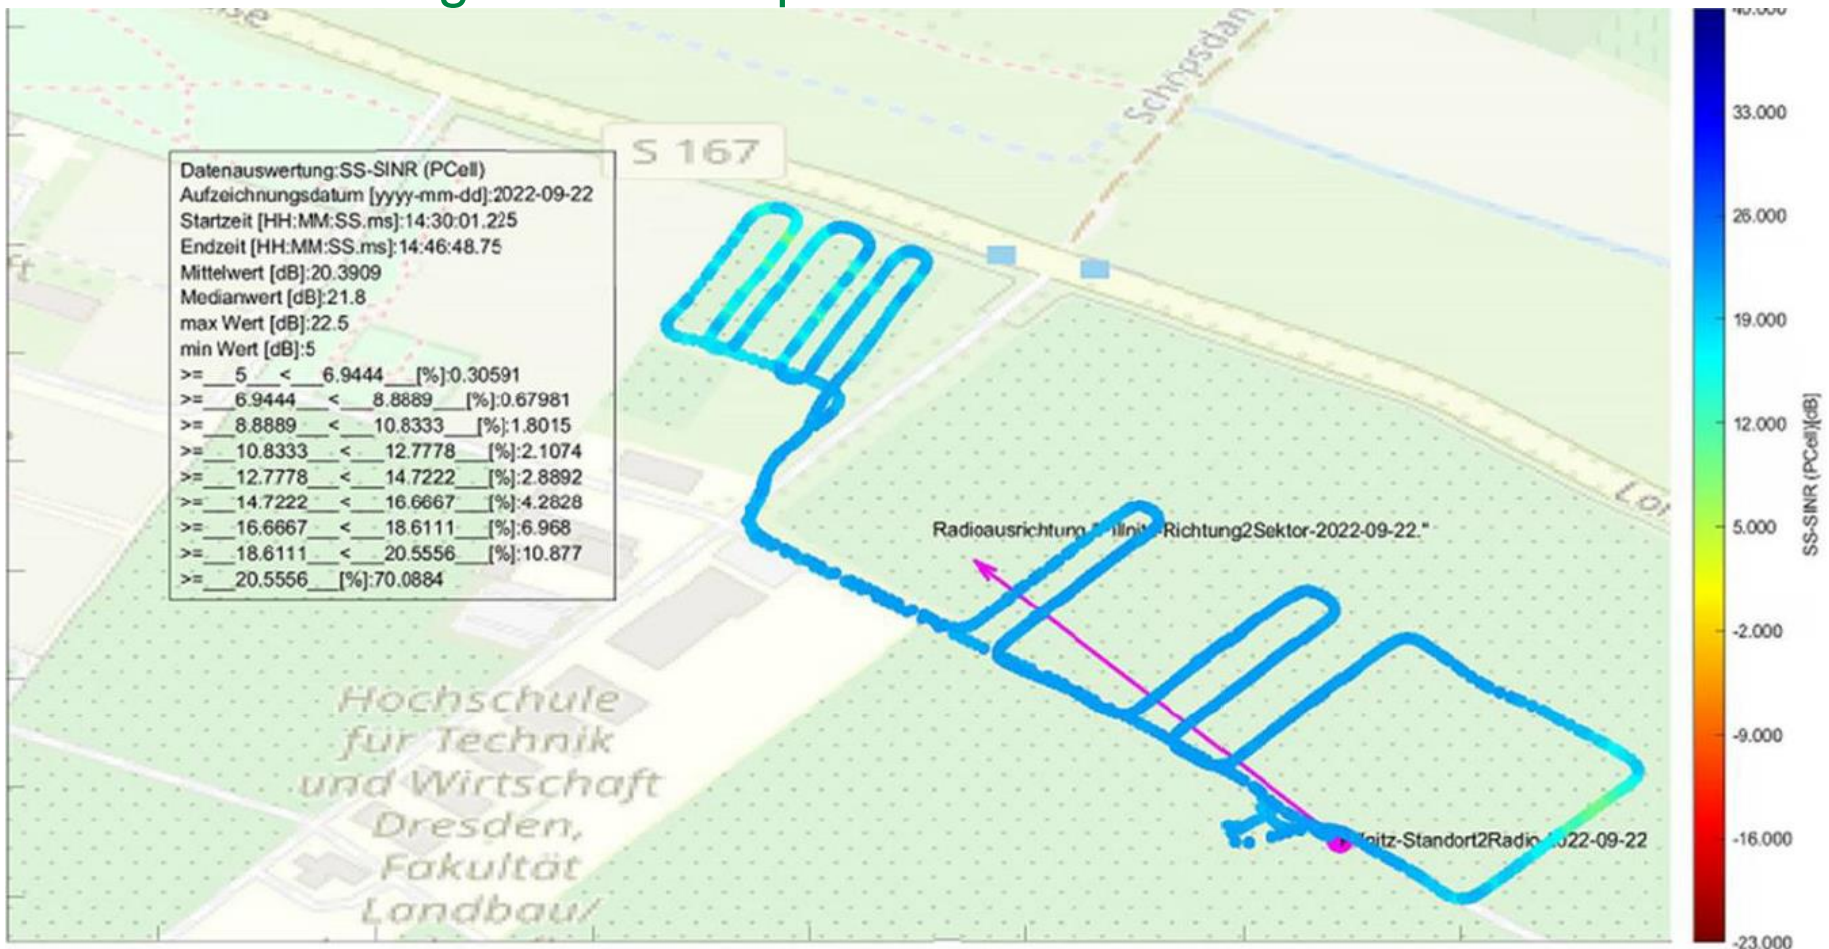 S 167
Schöpsdam
Datenauswertung:SS-SINR (PCell)
Aufzeichnungsdatum [yyyy-mm-dd]:2022-09-22
Startzeit [HH:MM:SS.ms]:14:30:01.225
Endzeit [HH:MM:SS.ms]:14:46:48.75
Mittelwert [dB]:20.3909
Medianwert [dB]:21.8
max Wert [dB]:22.5
min Wert [dB]:5
>=___5___<___6.9444___[%]:0.30591
>=___6.9444___<___8.8889___[%]:0.67981
>=___8.8889___<___10.8333___[%]:1.8015
>=___10.8333___<___12.7778___[%]:2.1074
>=___12.7778___<___14.7222___[%]:2.8892
>=___14.7222___<___16.6667___[%]:4.2828
>=___16.6667___<___18.6111___[%]:6.968
>=___18.6111___<___20.5556___[%]:10.877
>=___20.5556___[%]:70.0884
Radioausrichtung Richtung2Sektor-2022-09-22."
itz-Standort2Radio 2022-09-22
Hochschule
für Technik
und Wirtschaft
Dresden,
Fakultät
Landbau/
33.000
26.000
19.000
12.000
5.000
-2.000
-9.000
-16.000
-23.000
SS-SINR (PCell)[dB]